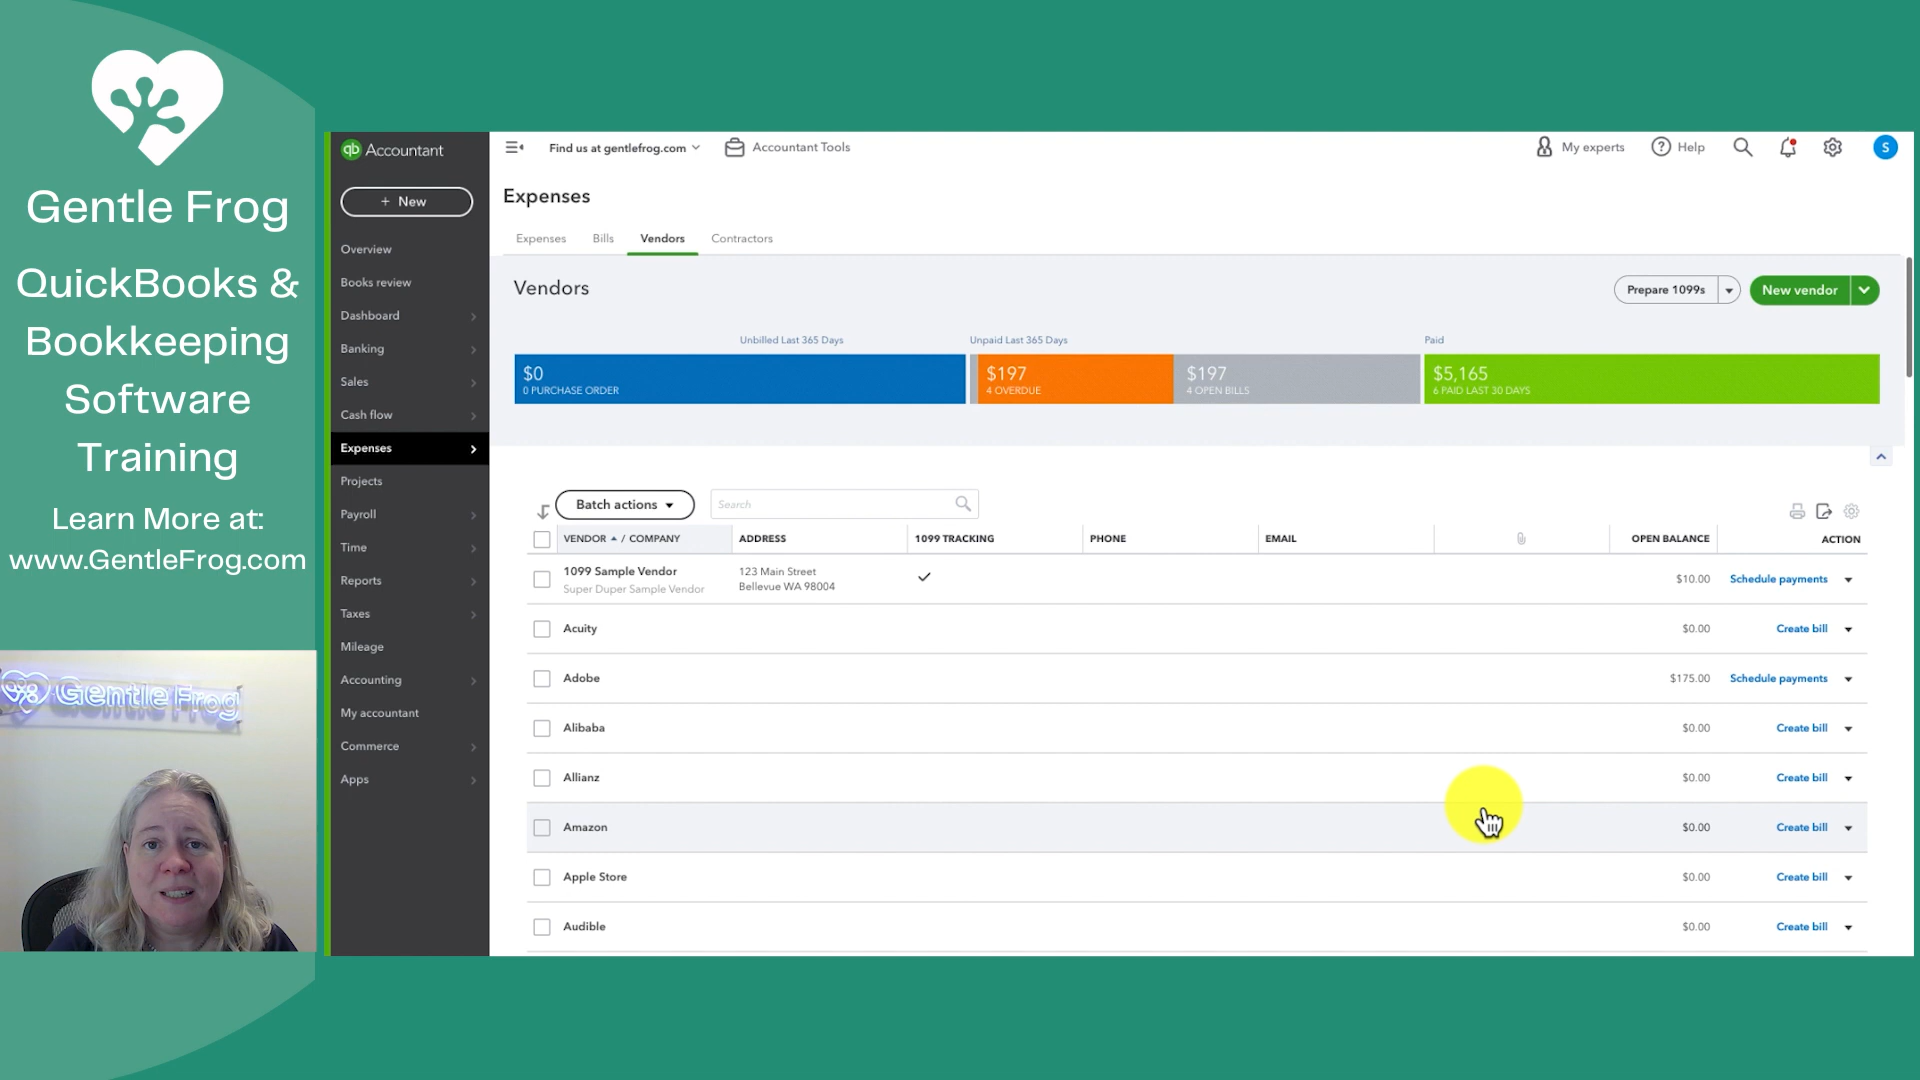 Gentle Frog
QuickBooks &
Bookkeeping
Software
Training
Learn More at:
www.GentleFrog.com
Gentle Frog
qb Accountant
+ New
Overview
Books review
Dashboard
Banking
Sales
Cash flow
Expenses
Projects
Payroll
Time
Reports
Taxes
Mileage
Accounting
My accountant
Commerce
Apps
Find us at gentlefrog.com
Accountant Tools
My experts
? Help
S
Expenses
Expenses Bills Vendors Contractors
Vendors
Prepare 1099s
New vendor
Unbilled Last 365 Days
Unpaid Last 365 Days
Paid
$0
0 PURCHASE ORDER
$197
4 OVERDUE
$197
4 OPEN BILLS
$5,165
6 PAID LAST 30 DAYS
Batch actions
Search
VENDOR / COMPANY ADDRESS 1099 TRACKING PHONE EMAIL OPEN BALANCE ACTION
1099 Sample Vendor
Super Duper Sample Vendor
123 Main Street
Bellevue WA 98004
$10.00 Schedule payments
Acuity $0.00 Create bill
Adobe $175.00 Schedule payments
Alibaba $0.00 Create bill
Allianz $0.00 Create bill
Amazon $0.00 Create bill
Apple Store $0.00 Create bill
Audible $0.00 Create bill